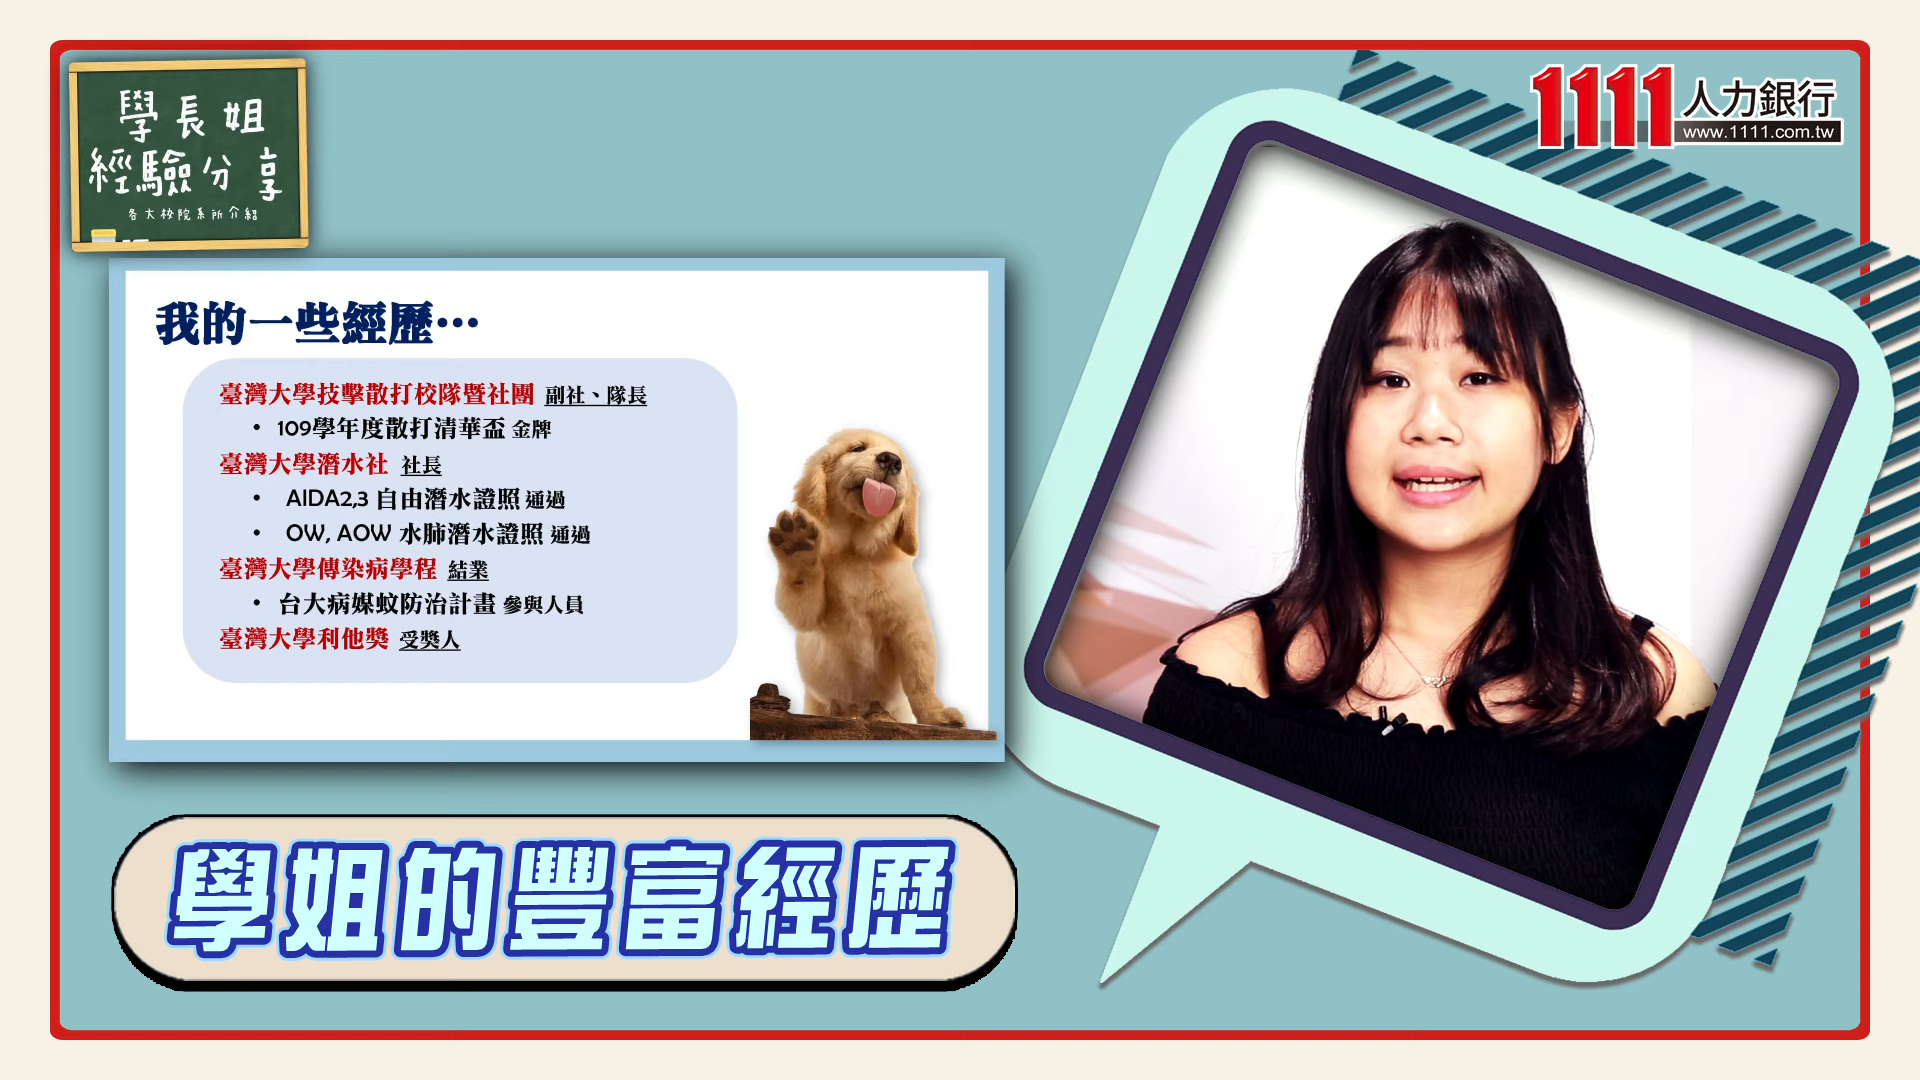 學長姐
經驗分享
各大校院系所介紹
1111人力銀行
www.1111.com.tw
我的一些經歷…
臺灣大學技擊散打校隊暨社團 副社、隊長
• 109學年度散打清華盃 金牌
臺灣大學潛水社 社長
• AIDA2,3 自由潛水證照 通過
• OW, AOW 水肺潛水證照 通過
臺灣大學傳染病學程 結業
• 台大病媒蚊防治計畫 參與人員
臺灣大學利他獎 受獎人
學姐的豐富經歷